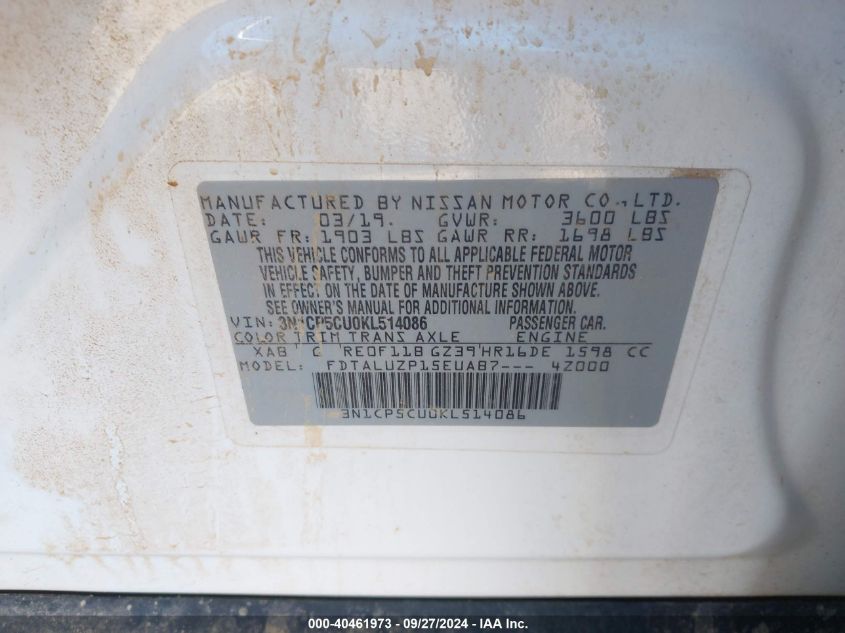 MANUFACTURED BY NISSAN MOTOR CO., LTD.
DATE: 03/19. GVWR: 3600 LBS
GAWR FR: 1903 LBS GAWR RR: 1698 LBS
THIS VEHICLE CONFORMS TO ALL APPLICABLE FEDERAL MOTOR
VEHICLE SAFETY, BUMPER AND THEFT PREVENTION STANDARDS
IN EFFECT ON THE DATE OF MANUFACTURE SHOWN ABOVE.
SEE OWNER'S MANUAL FOR ADDITIONAL INFORMATION.
VIN: 3N1CP5CU0KL514086 PASSENGER CAR.
COLOR TRIM TRANS AXLE ENGINE
XAB G RE0F11B GZ39 HR16DE 1598 CC
MODEL: FDTALUZP15EUAB7--- 4Z000
3N1CP5CU0KL514086
000-40461973 - 09/27/2024 - IAA Inc.